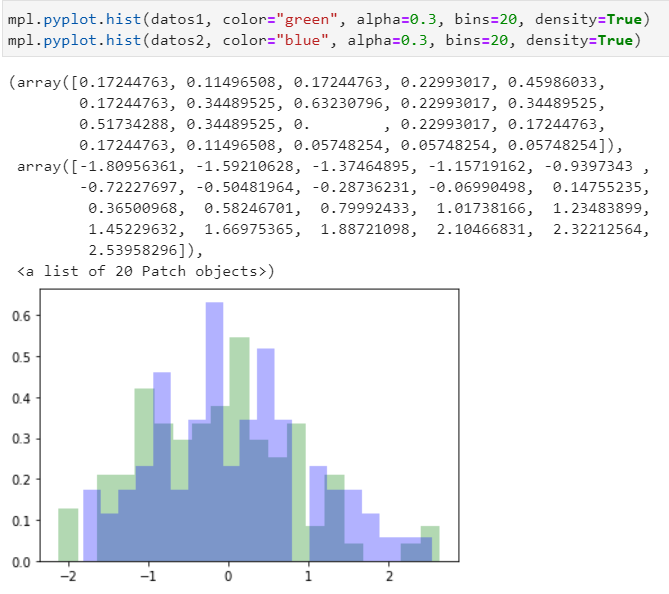 mpl.pyplot.hist(datos1, color="green", alpha=0.3, bins=20, density=True)
mpl.pyplot.hist(datos2, color="blue", alpha=0.3, bins=20, density=True)
(array([0.17244763, 0.11496508, 0.17244763, 0.22993017, 0.45986033,
0.17244763, 0.34489525, 0.63230796, 0.22993017, 0.34489525,
0.51734288, 0.34489525, 0.        , 0.22993017, 0.17244763,
0.17244763, 0.11496508, 0.05748254, 0.05748254, 0.05748254]),
array([-1.80956361, -1.59210628, -1.37464895, -1.15719162, -0.9397343 ,
-0.72227697, -0.50481964, -0.28736231, -0.06990498,  0.14755235,
0.36500968,  0.58246701,  0.79992433,  1.01738166,  1.23483899,
1.45229632,  1.66975365,  1.88721098,  2.10466831,  2.32212564,
2.53958296]),
<a list of 20 Patch objects>)
0.6
0.5
0.4
0.3
0.2
0.1
0.0
−2 −1 0 1 2